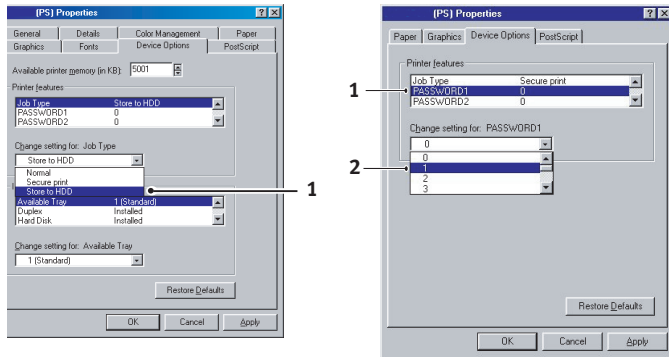 (PS) Properties
General Details Color Management Paper
Graphics Fonts Device Options PostScript
Available printer memory (in KB): 5001
Printer features
Job Type Store to HDD
PASSWORD1 0
PASSWORD2 0
Change setting for: Job Type
Store to HDD
Normal
Secure print
Store to HDD
1
Available Tray 1 (Standard)
Duplex Installed
Hard Disk Installed
Change setting for: Available Tray
1 (Standard)
Restore Defaults
OK Cancel Apply
(PS) Properties
Paper Graphics Device Options PostScript
Printer features
Job Type Secure print
1 PASSWORD1 0
PASSWORD2 0
Change setting for: PASSWORD1
0
0
2 1
2
3
Restore Defaults
OK Cancel Apply